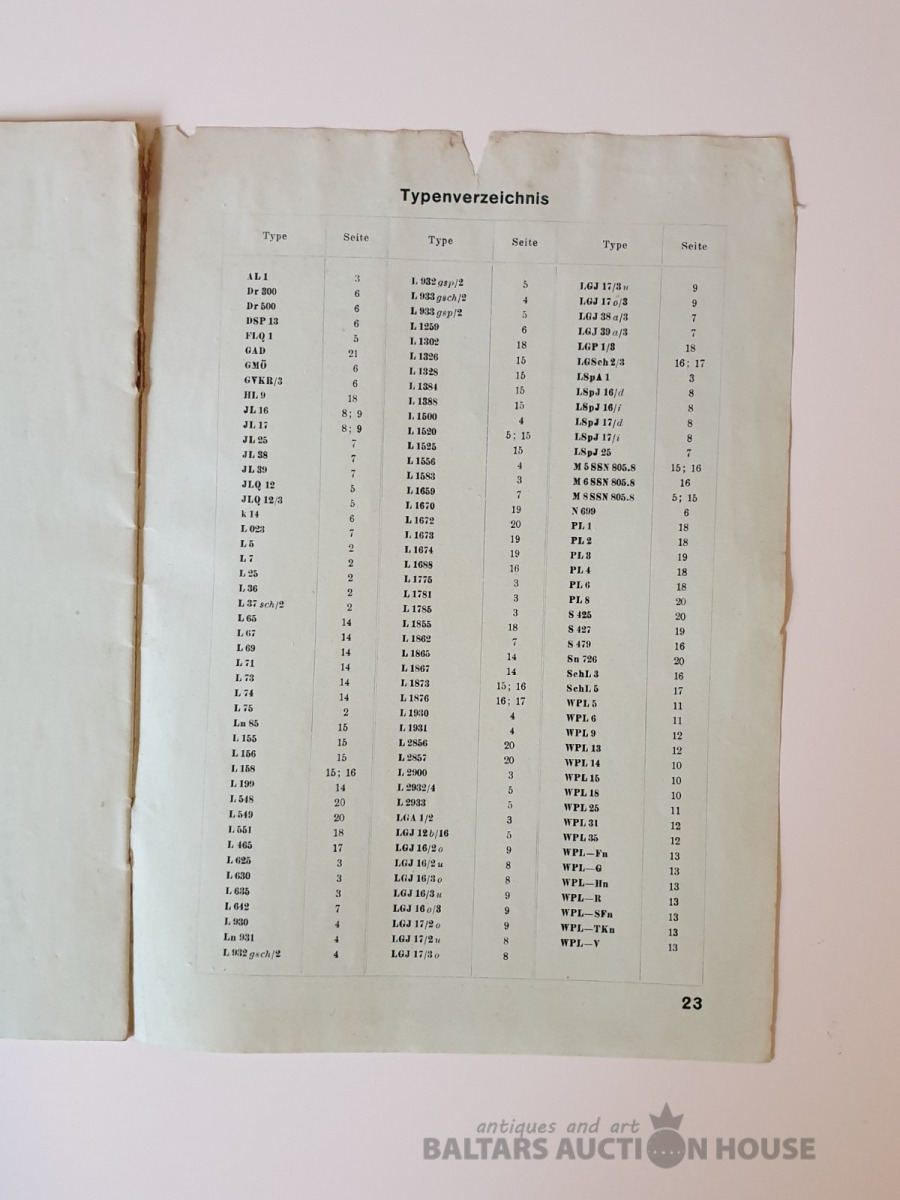 Typenverzeichnis
Type Seite Type Seite Type Seite
AL 1 3
Dr 300 6
Dr 500 6
DSP 13 6
FLQ 1 5
GAD 21
GMÖ 6
GVKR/3 6
HL 9 18
JL 16 8; 9
JL 17 8; 9
JL 25 7
JL 38 7
JL 39 7
JLQ 12 5
JLQ 12/3 5
k 14 6
L 023 7
L 5 2
L 7 2
L 25 2
L 36 2
L 37 sch/2 2
L 65 14
L 67 14
L 69 14
L 71 14
L 73 14
L 74 14
L 75 2
Ln 85 15
L 155 15
L 156 15
L 158 15; 16
L 199 14
L 548 20
L 549 20
L 551 18
L 465 17
L 625 3
L 630 3
L 635 3
L 642 7
L 930 4
Ln 931 4
L 932 gsch/2 4
L 932 gsp/2 5
L 933 gsch/2 4
L 933 gsp/2 5
L 1259 6
L 1302 18
L 1326 15
L 1328 15
L 1384 15
L 1388 15
L 1500 4
L 1520 5; 15
L 1525 15
L 1556 4
L 1583 3
L 1659 7
L 1670 19
L 1672 20
L 1673 19
L 1674 19
L 1688 16
L 1775 3
L 1781 3
L 1785 3
L 1855 18
L 1862 7
L 1865 14
L 1867 14
L 1873 15; 16
L 1876 16; 17
L 1930 4
L 1931 4
L 2856 20
L 2857 20
L 2900 3
L 2932/4 5
L 2933 5
LGA 1/2 3
LGJ 12 b/16 5
LGJ 16/2 o 9
LGJ 16/2 u 8
LGJ 16/3 o 8
LGJ 16/3 u 9
LGJ 16 o/3 9
LGJ 17/2 o 9
LGJ 17/2 u 8
LGJ 17/3 o 8
LGJ 17/3 u 9
LGJ 17 o/3 9
LGJ 38 a/3 7
LGJ 39 a/3 7
LGP 1/3 18
LGSch 2/3 16; 17
LSpA 1 3
LSpJ 16/d 8
LSpJ 16/i 8
LSpJ 17/d 8
LSpJ 17/i 8
LSpJ 25 7
M 5 SSN 805.8 15; 16
M 6 SSN 805.8 16
M 8 SSN 805.8 5; 15
N 699 6
PL 1 18
PL 2 18
PL 3 19
PL 4 18
PL 6 18
PL 8 20
S 425 20
S 427 19
S 479 16
Sn 726 20
SchL 3 16
SchL 5 17
WPL 5 11
WPL 6 11
WPL 9 12
WPL 13 12
WPL 14 10
WPL 15 10
WPL 18 10
WPL 25 11
WPL 31 12
WPL 35 12
WPL—Fn 13
WPL—G 13
WPL—Hn 13
WPL—R 13
WPL—SFn 13
WPL—TKn 13
WPL—V 13
23
antiques and art
BALTARS AUCTION HOUSE